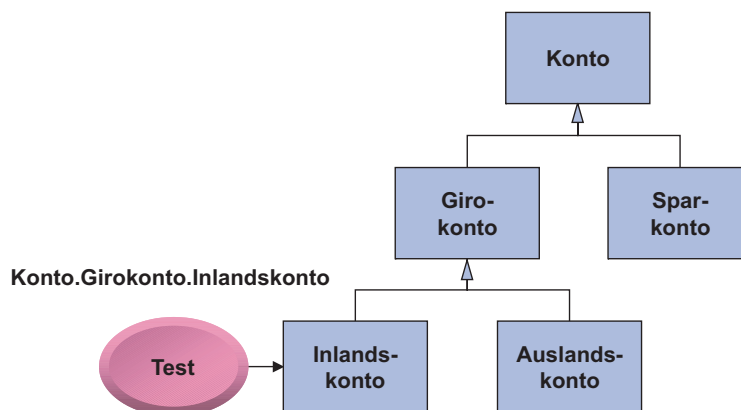 Konto
Giro-
konto
Spar-
konto
Konto.Girokonto.Inlandskonto
Test
Inlands-
konto
Auslands-
konto